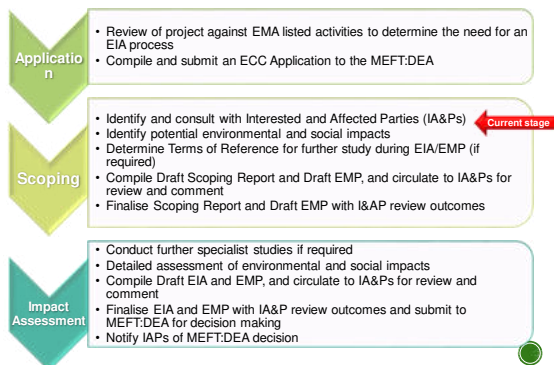 Applicatio
n
• Review of project against EMA listed activities to determine the need for an
EIA process
• Compile and submit an ECC Application to the MEFT:DEA
Scoping
• Identify and consult with Interested and Affected Parties (IA&Ps)
Current stage
• Identify potential environmental and social impacts
• Determine Terms of Reference for further study during EIA/EMP (if
required)
• Compile Draft Scoping Report and Draft EMP, and circulate to IA&Ps for
review and comment
• Finalise Scoping Report and Draft EMP with I&AP review outcomes
Impact
Assessment
• Conduct further specialist studies if required
• Detailed assessment of environmental and social impacts
• Compile Draft EIA and EMP, and circulate to IA&Ps for review and
comment
• Finalise EIA and EMP with IA&P review outcomes and submit to
MEFT:DEA for decision making
• Notify IAPs of MEFT:DEA decision